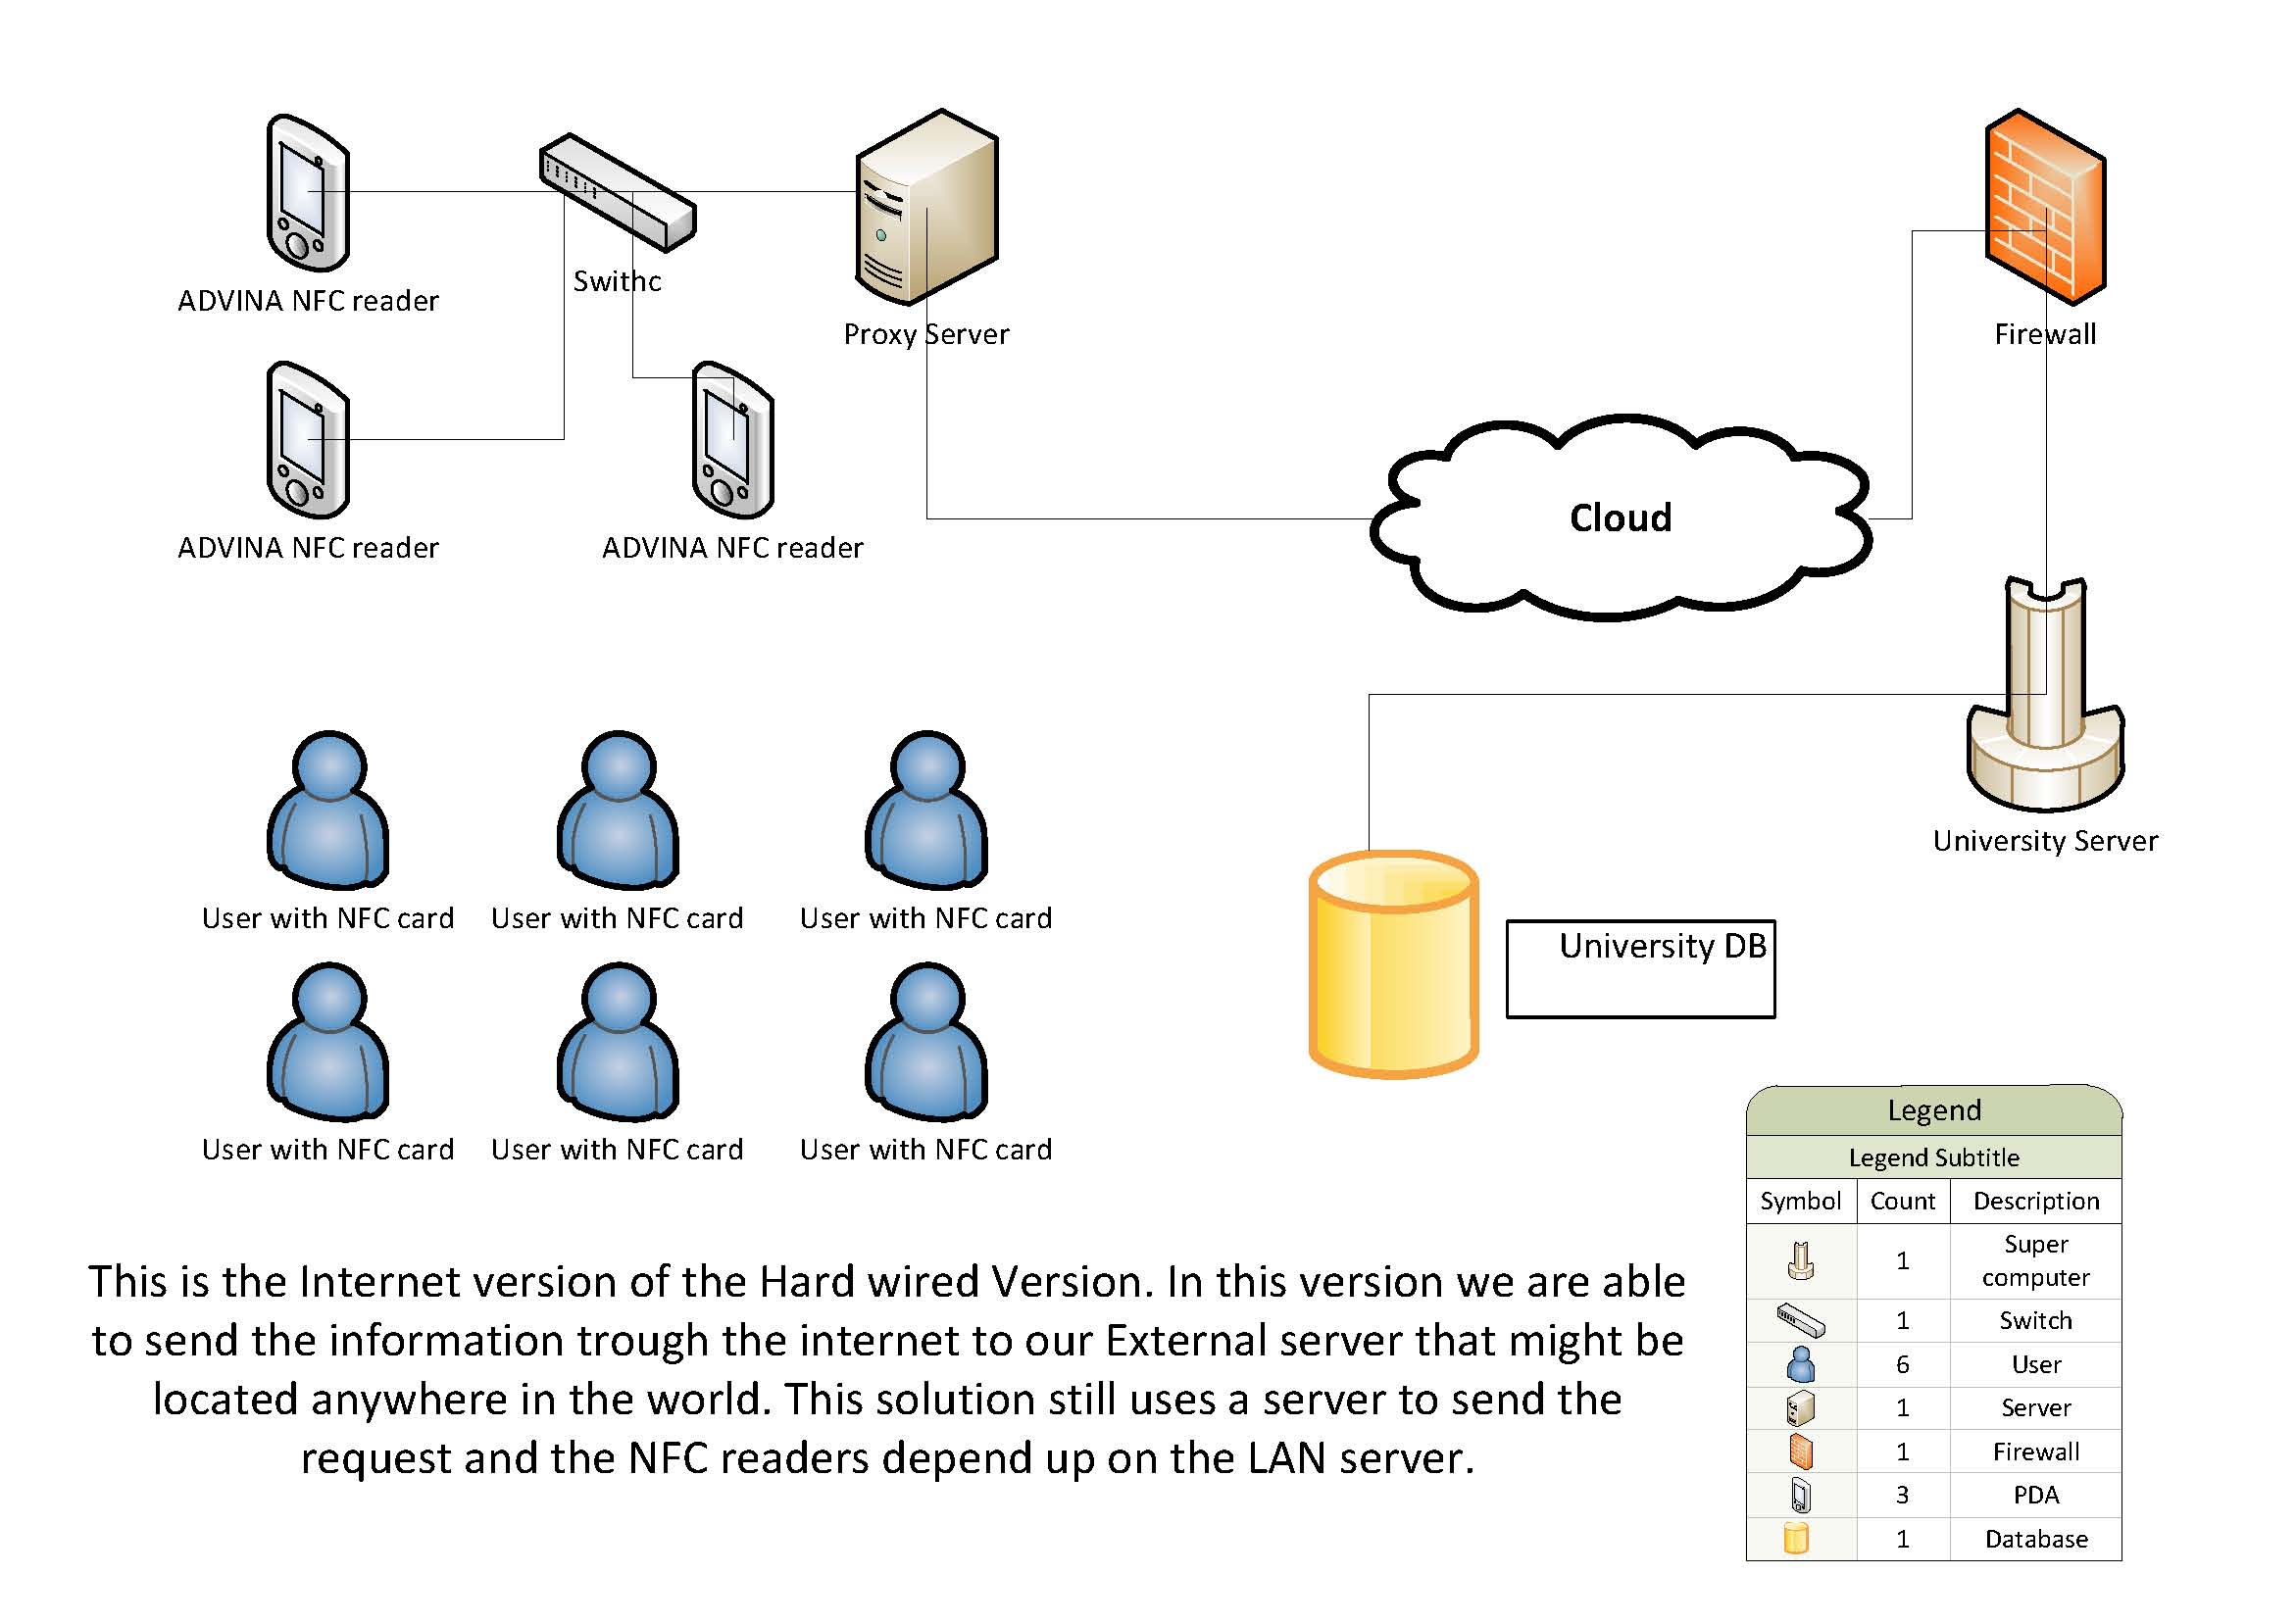 ADVINA NFC reader
Swithc
Proxy Server
Firewall
ADVINA NFC reader
ADVINA NFC reader
Cloud
University Server
User with NFC card
User with NFC card
User with NFC card
University DB
User with NFC card
User with NFC card
User with NFC card
This is the Internet version of the Hard wired Version. In this version we are able
to send the information trough the internet to our External server that might be
located anywhere in the world. This solution still uses a server to send the
request and the NFC readers depend up on the LAN server.
Legend
Legend Subtitle
Symbol Count Description
1 Super
computer
1 Switch
6 User
1 Server
1 Firewall
3 PDA
1 Database